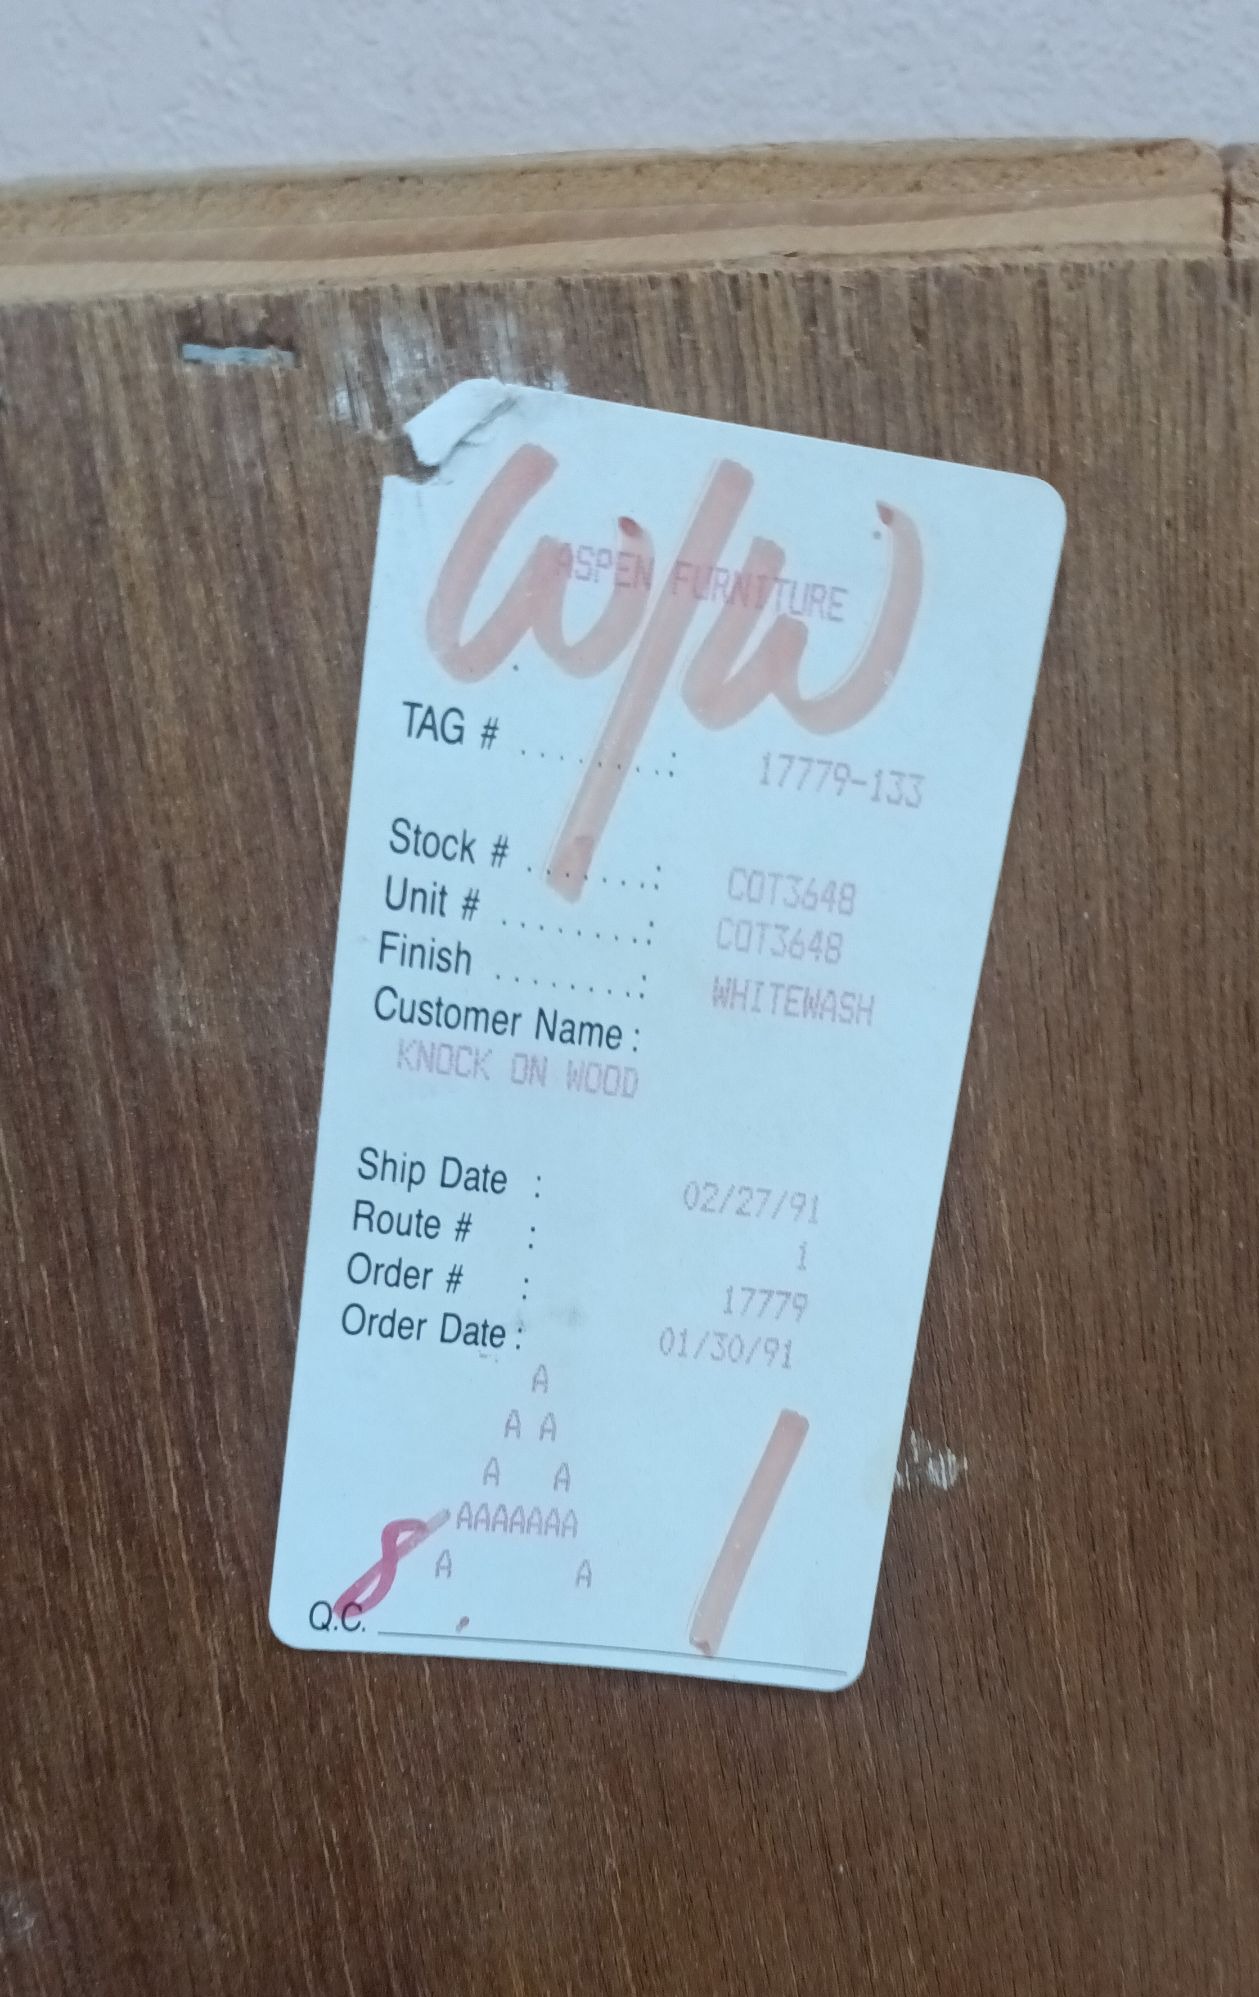 W/W
ASPEN FURNITURE
TAG # . . . . . . . . : 17779-133
Stock # . . . . . . . : COT3648
Unit # . . . . . . . . : COT3648
Finish . . . . . . . . : WHITEWASH
Customer Name :
KNOCK ON WOOD
Ship Date : 02/27/91
Route # : 1
Order # : 17779
Order Date : 01/30/91
A
A A
A A
AAAAAAA
A A
8 /
Q.C.